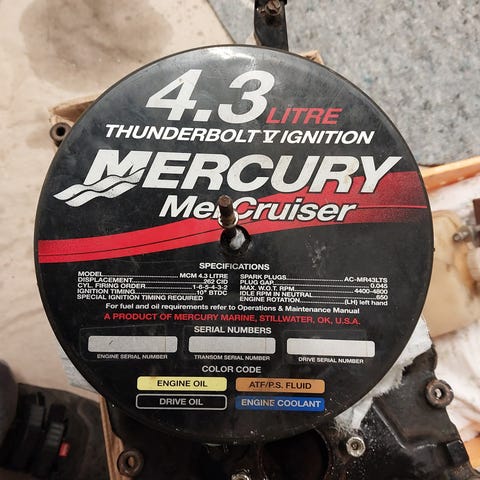 4.3 LITRE
THUNDERBOLT V IGNITION
MERCURY
MerCruiser
SPECIFICATIONS
MODEL MCM 4.3 LITRE
DISPLACEMENT 262 CID
CYL. FIRING ORDER 1-6-5-4-3-2
IGNITION TIMING 10° BTDC
SPECIAL IGNITION TIMING REQUIRED
SPARK PLUGS AC-MR43LTS
PLUG GAP 0.045
MAX. W.O.T. RPM 4400-4800
IDLE RPM IN NEUTRAL 650
ENGINE ROTATION (LH) left hand
For fuel and oil requirements refer to Operations & Maintenance Manual
A PRODUCT OF MERCURY MARINE, STILLWATER, OK, U.S.A.
SERIAL NUMBERS
ENGINE SERIAL NUMBER TRANSOM SERIAL NUMBER DRIVE SERIAL NUMBER
COLOR CODE
ENGINE OIL ATF/P.S. FLUID
DRIVE OIL ENGINE COOLANT